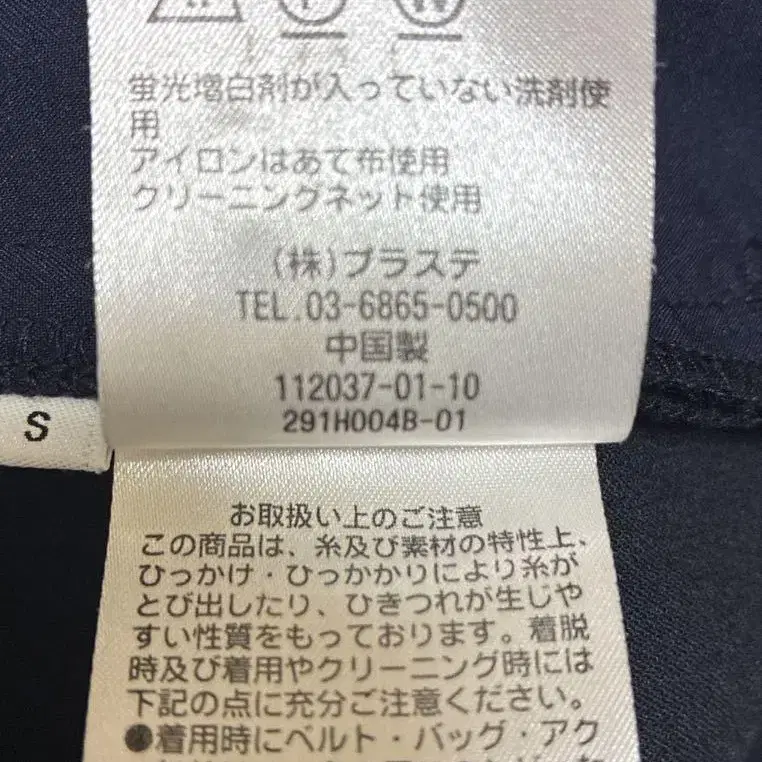 蛍光増白剤が入っていない洗剤使
用
アイロンはあて布使用
クリーニングネット使用
(株)プラステ
TEL.03-6865-0500
中国製
112037-01-10
291H004B-01
S
お取扱い上のご注意
この商品は、糸及び素材の特性上、
ひっかけ・ひっかかりにより糸が
とび出したり、ひきつれが生じや
すい性質をもっております。着脱
時及び着用やクリーニング時には
下記の点に充分ご注意ください。
●着用時にベルト・バッグ・アク